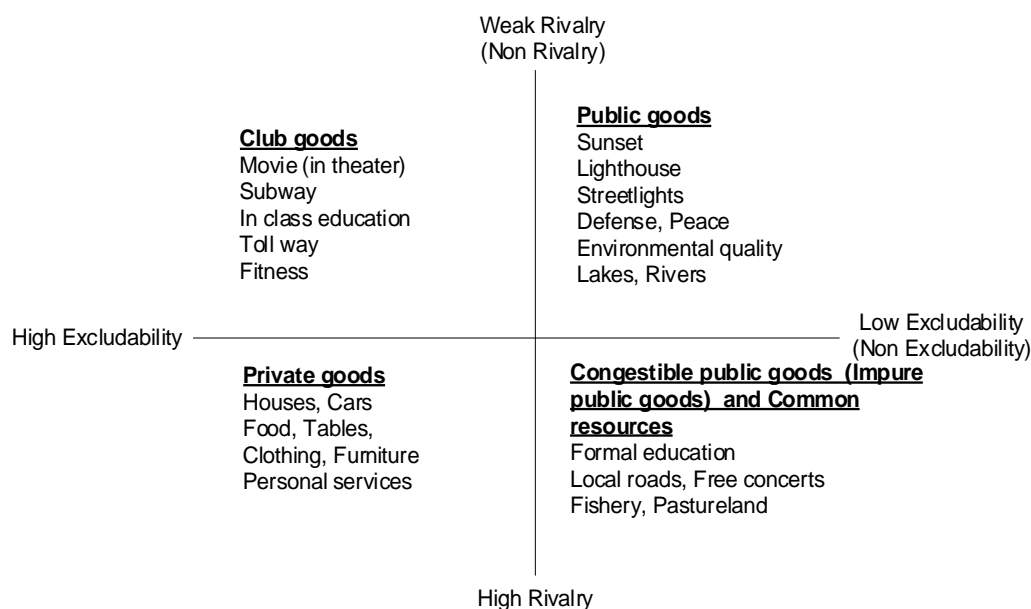 Weak Rivalry
(Non Rivalry)
Club goods
Movie (in theater)
Subway
In class education
Toll way
Fitness
Public goods
Sunset
Lighthouse
Streetlights
Defense, Peace
Environmental quality
Lakes, Rivers
High Excludability
Low Excludability
(Non Excludability)
Private goods
Houses, Cars
Food, Tables,
Clothing, Furniture
Personal services
Congestible public goods (Impure
public goods) and Common
resources
Formal education
Local roads, Free concerts
Fishery, Pastureland
High Rivalry